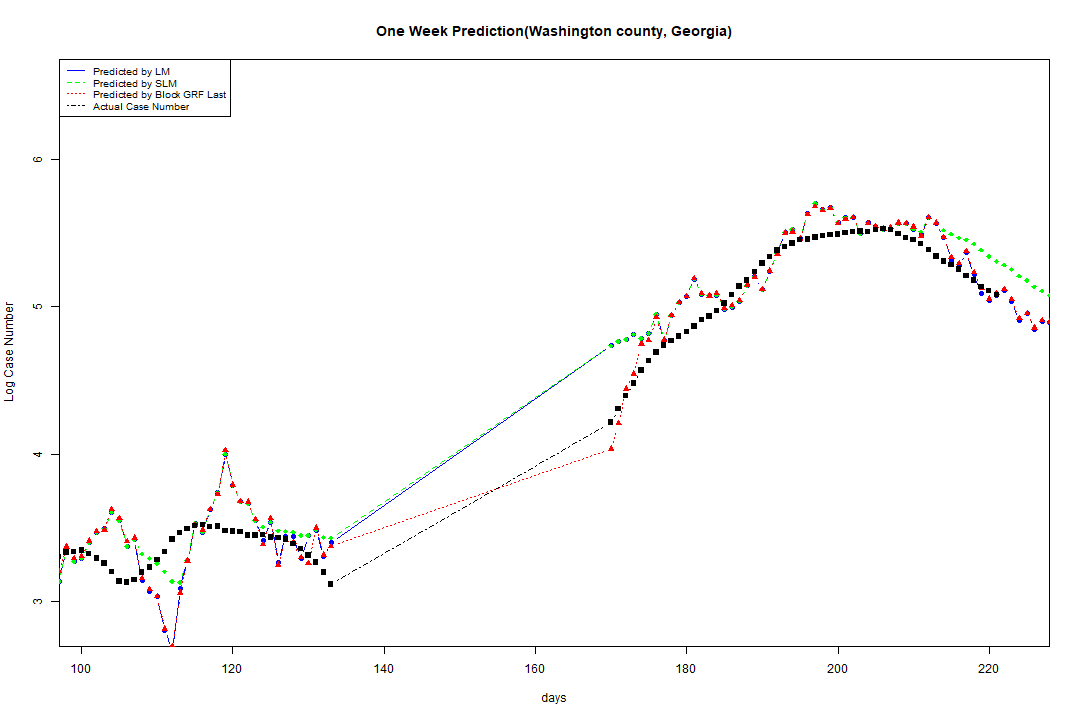 One Week Prediction(Washington county, Georgia)
Predicted by LM
Predicted by SLM
Predicted by Block GRF Last
Actual Case Number
Log Case Number
6
5
4
3
100 120 140 160 180 200 220
days